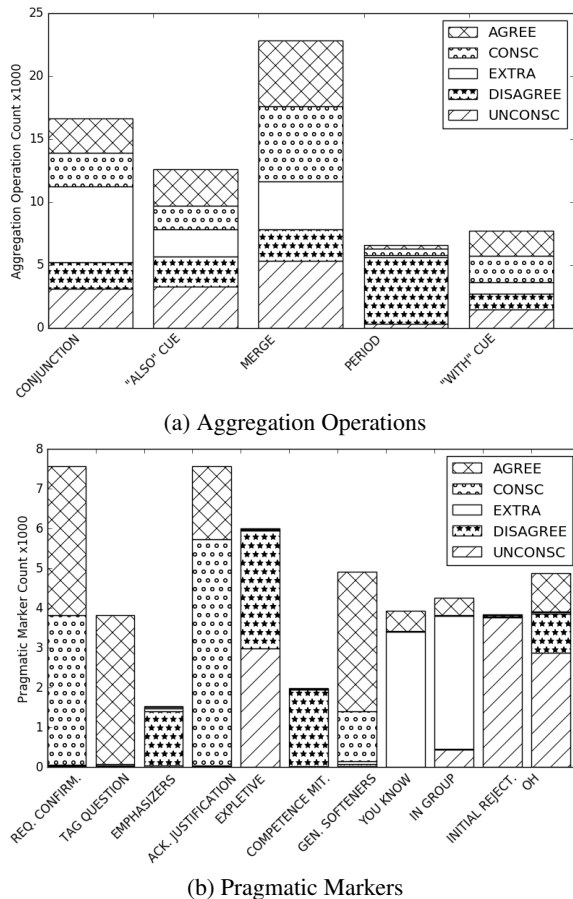 25
20
15
10
5
0
Aggregation Operation Count x1000
AGREE
CONSC
EXTRA
DISAGREE
UNCONSC
CONJUNCTION
"ALSO" CUE
MERGE
PERIOD
"WITH" CUE
(a) Aggregation Operations
8
7
6
5
4
3
2
1
0
Pragmatic Marker Count x1000
AGREE
CONSC
EXTRA
DISAGREE
UNCONSC
REQ. CONFIRM.
TAG QUESTION
EMPHASIZERS
ACK. JUSTIFICATION
EXPLETIVE
COMPETENCE MIT.
GEN. SOFTENERS
YOU KNOW
IN GROUP
INITIAL REJECT.
OH
(b) Pragmatic Markers